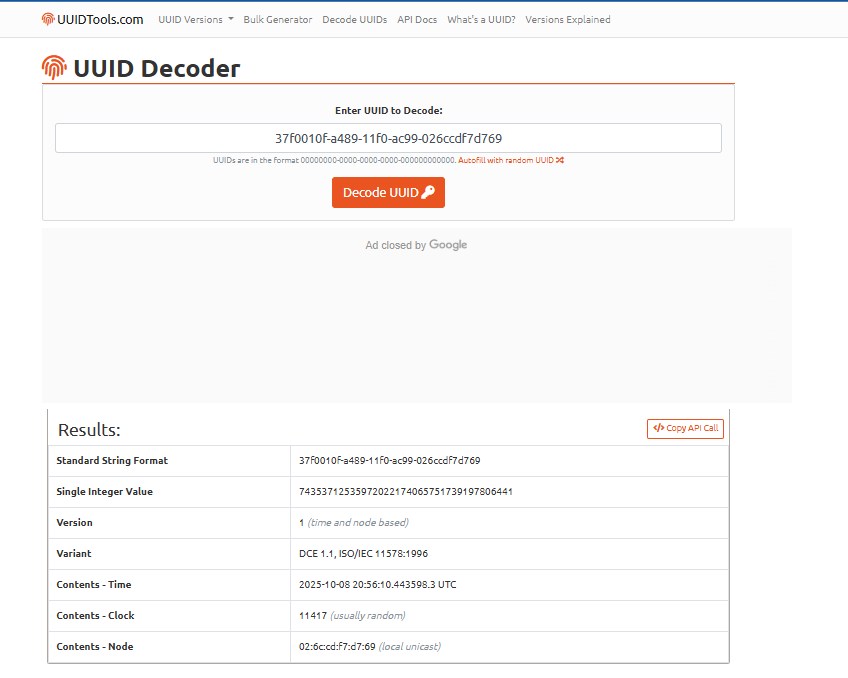 UUIDTools.com UUID Versions Bulk Generator Decode UUIDs API Docs What's a UUID? Versions Explained
UUID Decoder
Enter UUID to Decode:
37f0010f-a489-11f0-ac99-026ccdf7d769
UUIDs are in the format 00000000-0000-0000-0000-000000000000. Autofill with random UUID
Decode UUID
Ad closed by Google
Results:
</> Copy API Call
Standard String Format 37f0010f-a489-11f0-ac99-026ccdf7d769
Single Integer Value 74353712535972022174065751739197806441
Version 1 (time and node based)
Variant DCE 1.1, ISO/IEC 11578:1996
Contents - Time 2025-10-08 20:56:10.443598.3 UTC
Contents - Clock 11417 (usually random)
Contents - Node 02:6c:cd:f7:d7:69 (local unicast)